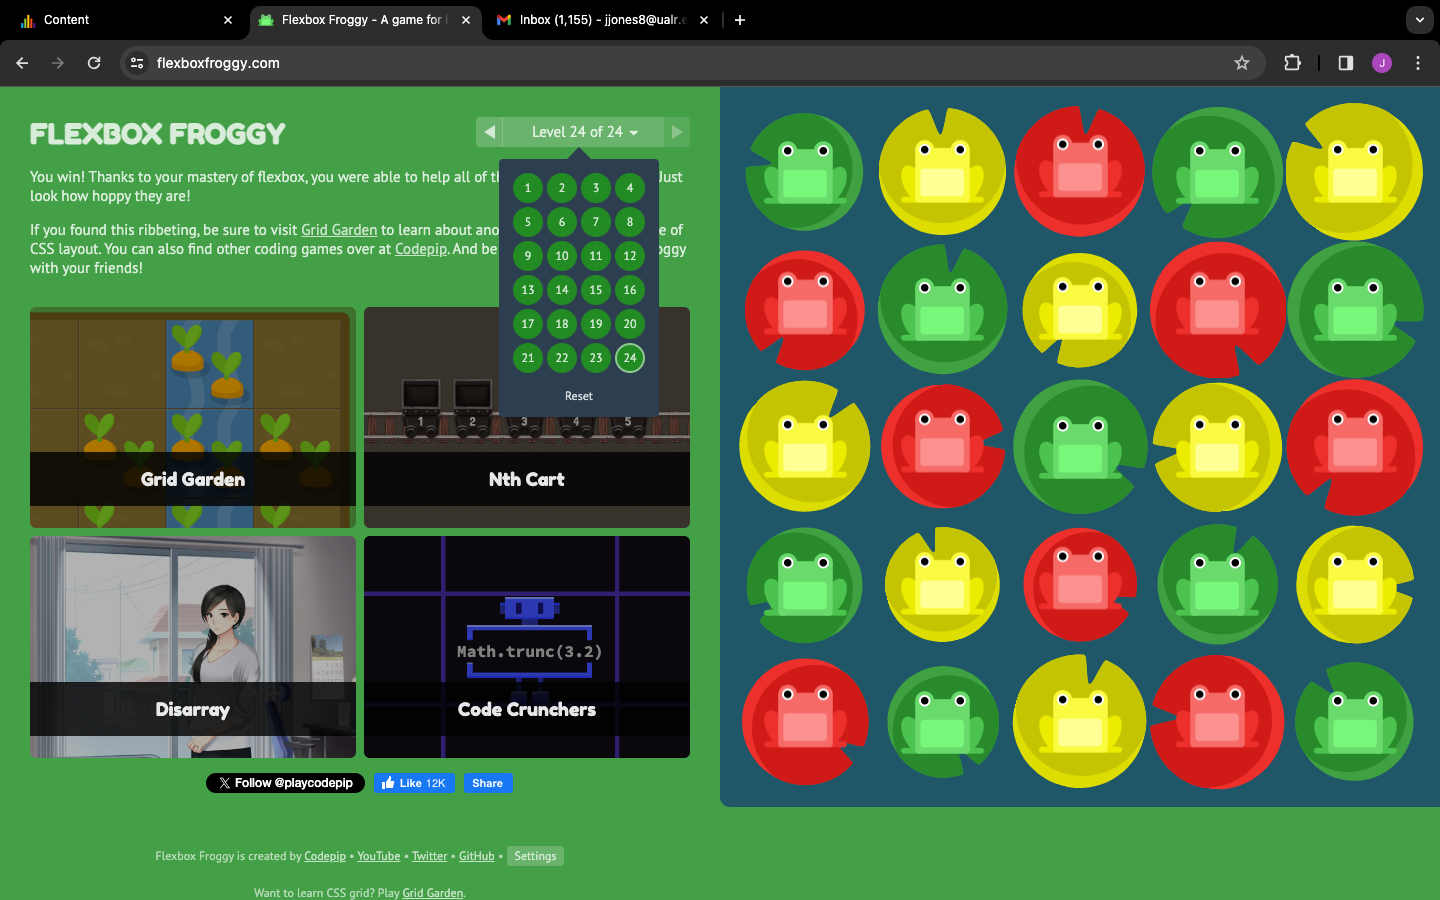 Content
Flexbox Froggy - A game for
Inbox (1,155) - jjones8@ualr.e
flexboxfroggy.com
J
FLEXBOX FROGGY
Level 24 of 24
You win! Thanks to your mastery of flexbox, you were able to help all of Just
look how hoppy they are!
If you found this ribbeting, be sure to visit Grid Garden to learn about of
CSS layout. You can also find other coding games over at Codepip. And be
with your friends!
1 2 3 4
5 6 7 8
9 10 11 12
13 14 15 16
17 18 19 20
21 22 23 24
Reset
1 2 3 4 5
Grid Garden
Nth Cart
Math.trunc(3.2)
Disarray
Code Crunchers
X Follow @playcodepip
Like 12K
Share
Flexbox Froggy is created by Codepip • YouTube • Twitter • GitHub • Settings
Want to learn CSS grid? Play Grid Garden.